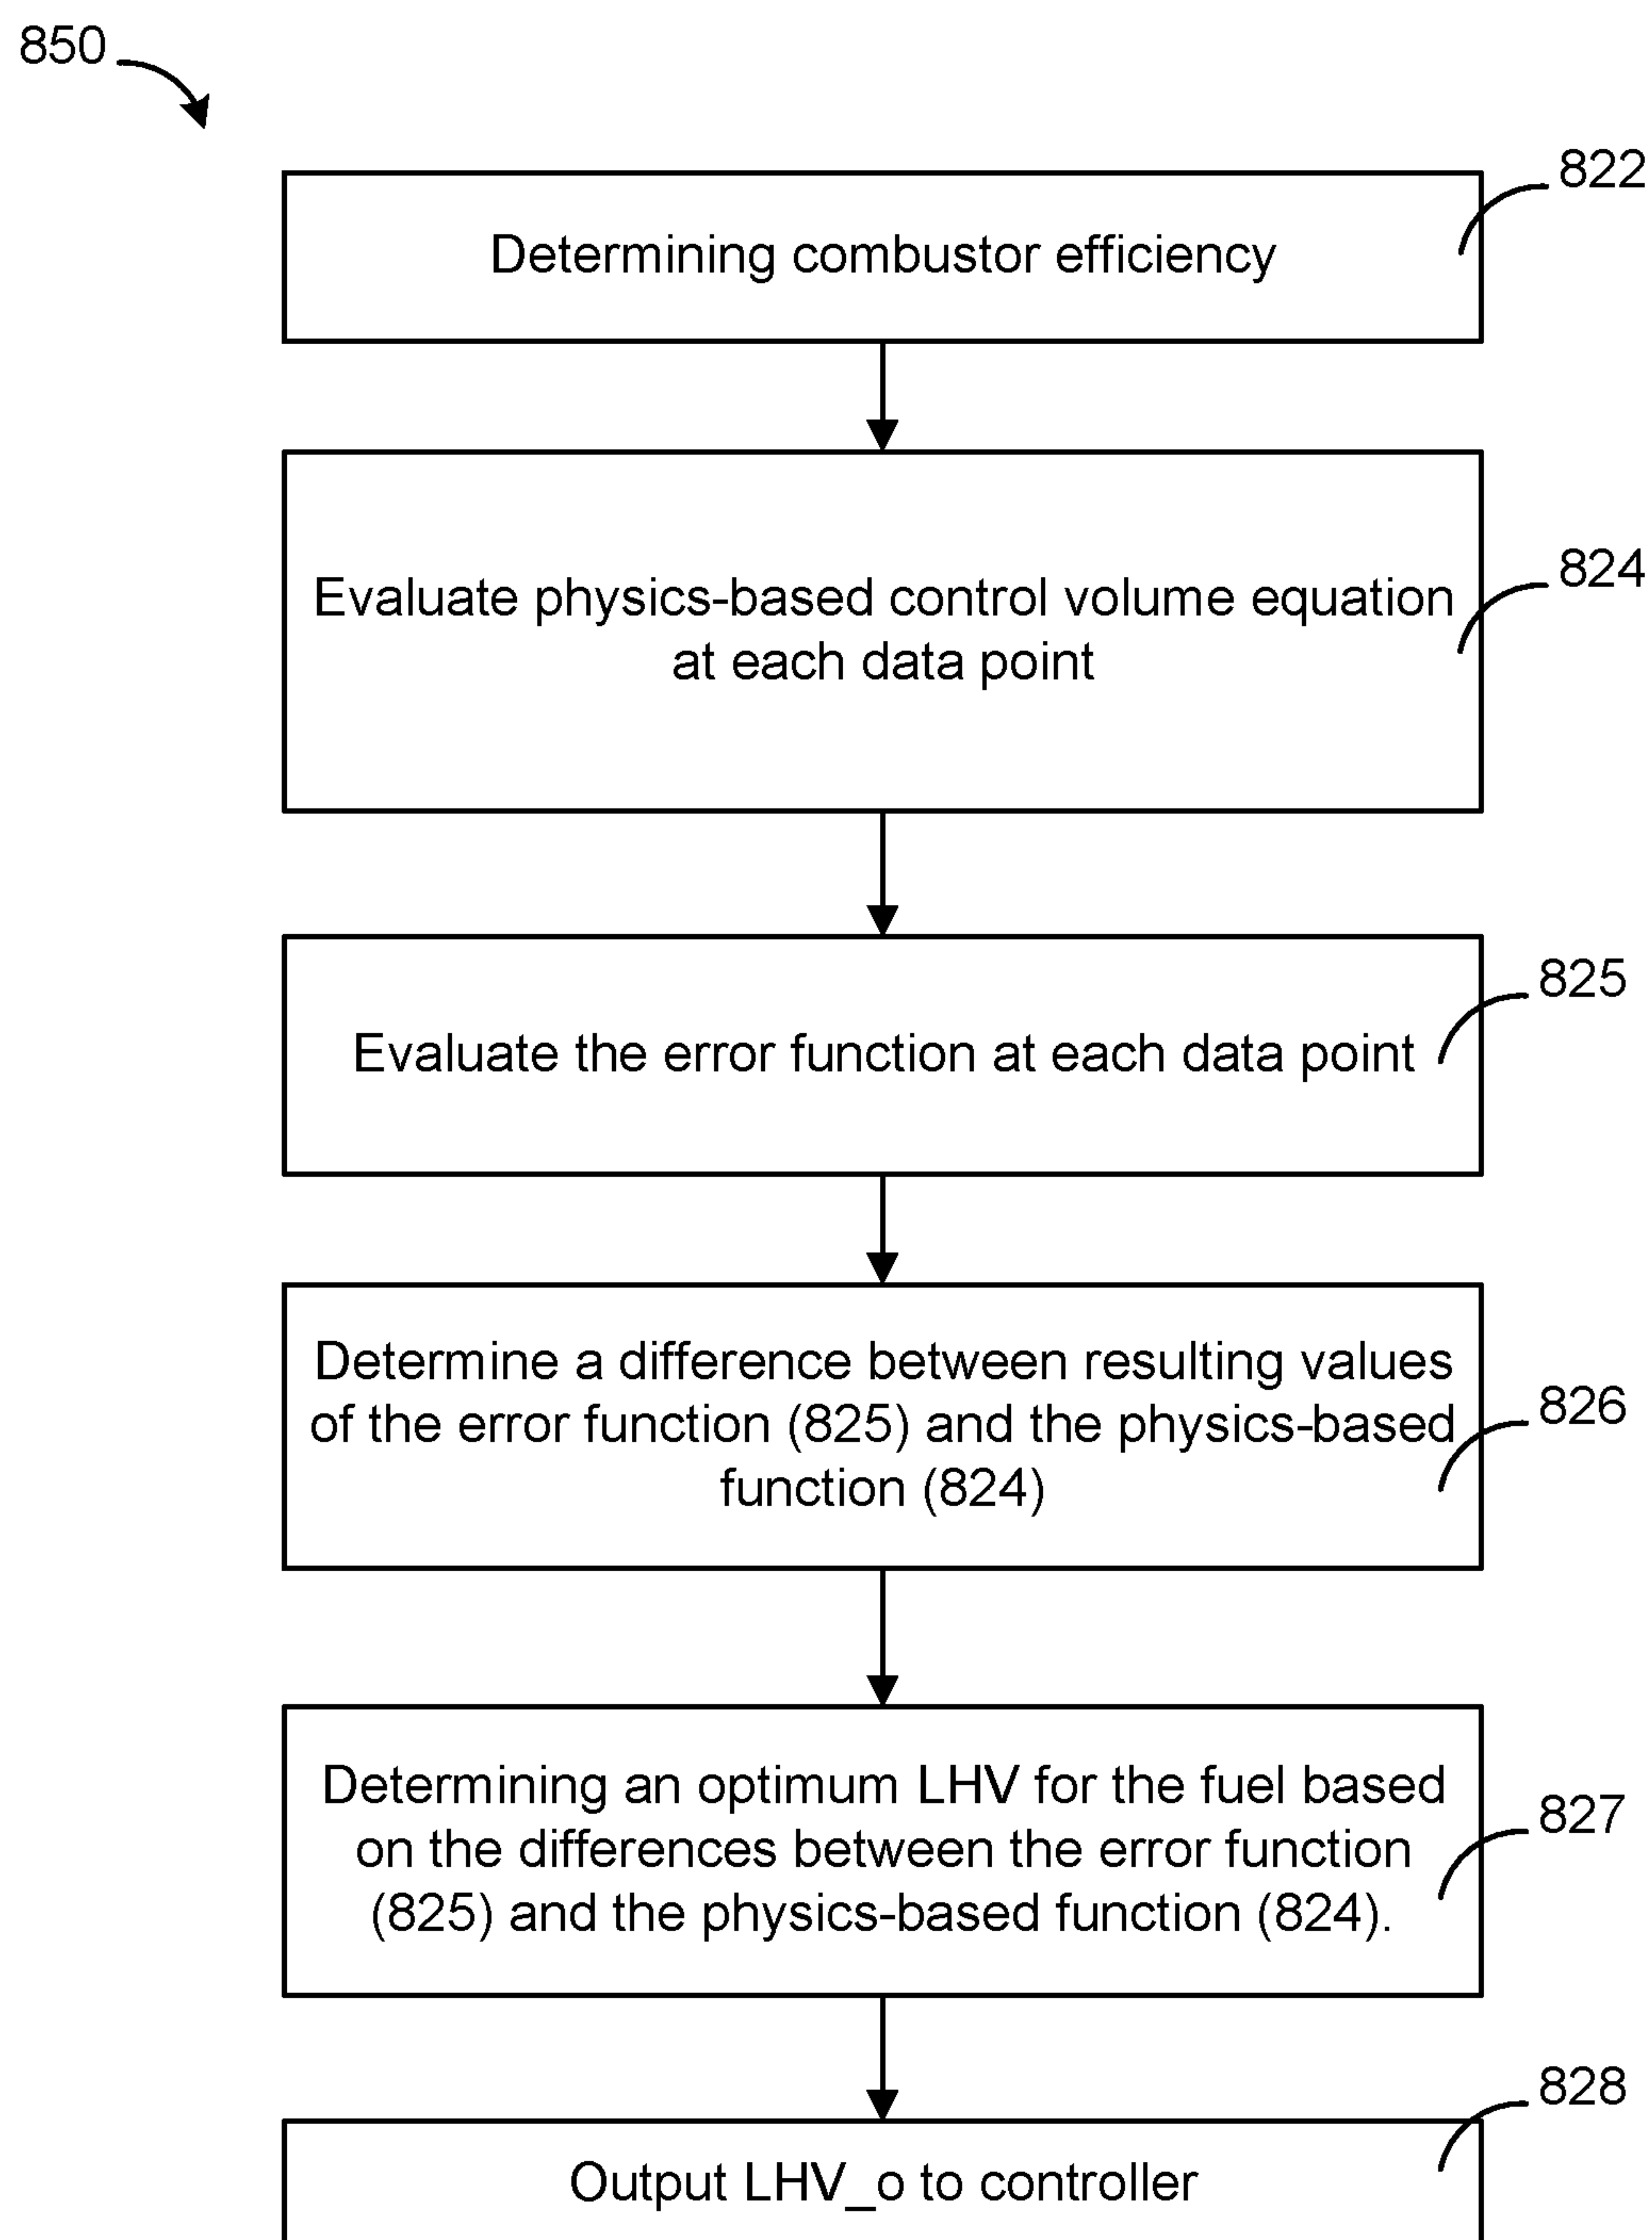 850
822
Determining combustor efficiency
824
Evaluate physics-based control volume equation
at each data point
825
Evaluate the error function at each data point
Determine a difference between resulting values
of the error function (825) and the physics-based
function (824)
826
Determining an optimum LHV for the fuel based
on the differences between the error function
(825) and the physics-based function (824).
827
828
Output LHV_o to controller